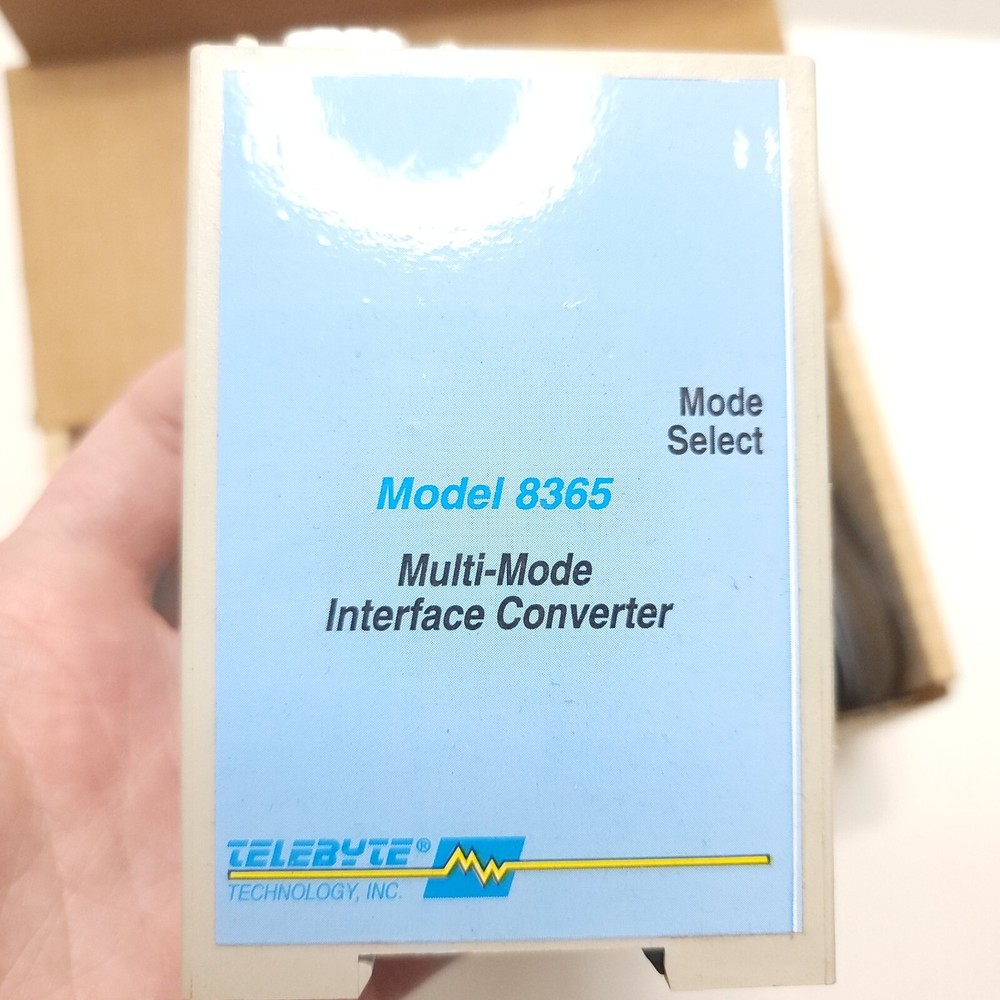 Mode
Select
Model 8365
Multi-Mode
Interface Converter
TELEBYTE®
TECHNOLOGY, INC.